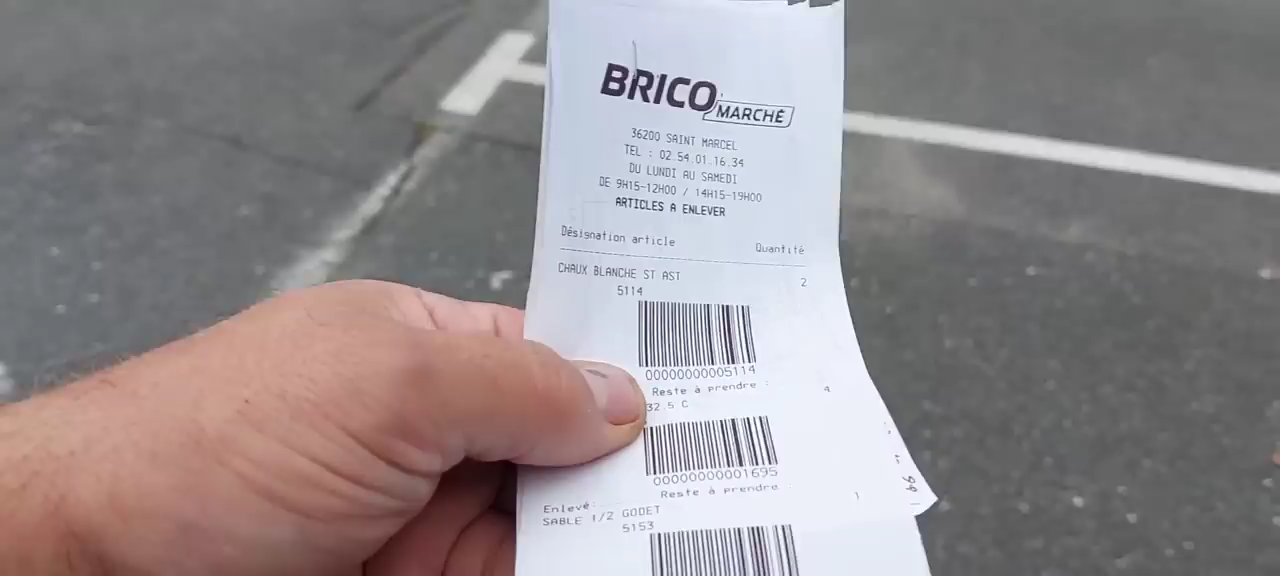 BRICO MARCHÉ
36200 SAINT MARCEL
TEL : 02.54.01.16.34
DU LUNDI AU SAMEDI
DE 9H15-12H00 / 14H15-19H00
ARTICLES A ENLEVER
Désignation article Quantité
CHAUX BLANCHE ST AST 2
5114
0000000005114
Reste à prendre :
32.5 C 4
0000000001695
Reste à prendre
Enlevé:
SABLE 1/2 GODET 1
5153